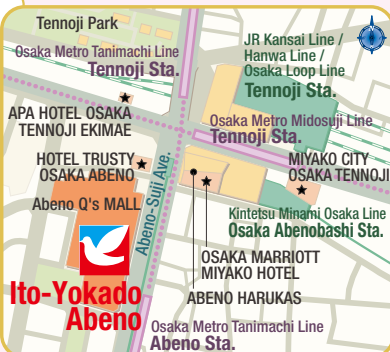 Tennoji Park
Osaka Metro Tanimachi Line
Tennoji Sta.
JR Kansai Line /
Hanwa Line /
Osaka Loop Line
Tennoji Sta.
APA HOTEL OSAKA
TENNOJI EKIMAE
Osaka Metro Midosuji Line
Tennoji Sta.
HOTEL TRUSTY
OSAKA ABENO
MIYAKO CITY
OSAKA TENNOJI
Abeno Q's MALL
Abeno-Suji Ave.
Kintetsu Minami Osaka Line
Osaka Abenobashi Sta.
OSAKA MARRIOTT
MIYAKO HOTEL
ABENO HARUKAS
Ito-Yokado
Abeno
Osaka Metro Tanimachi Line
Abeno Sta.